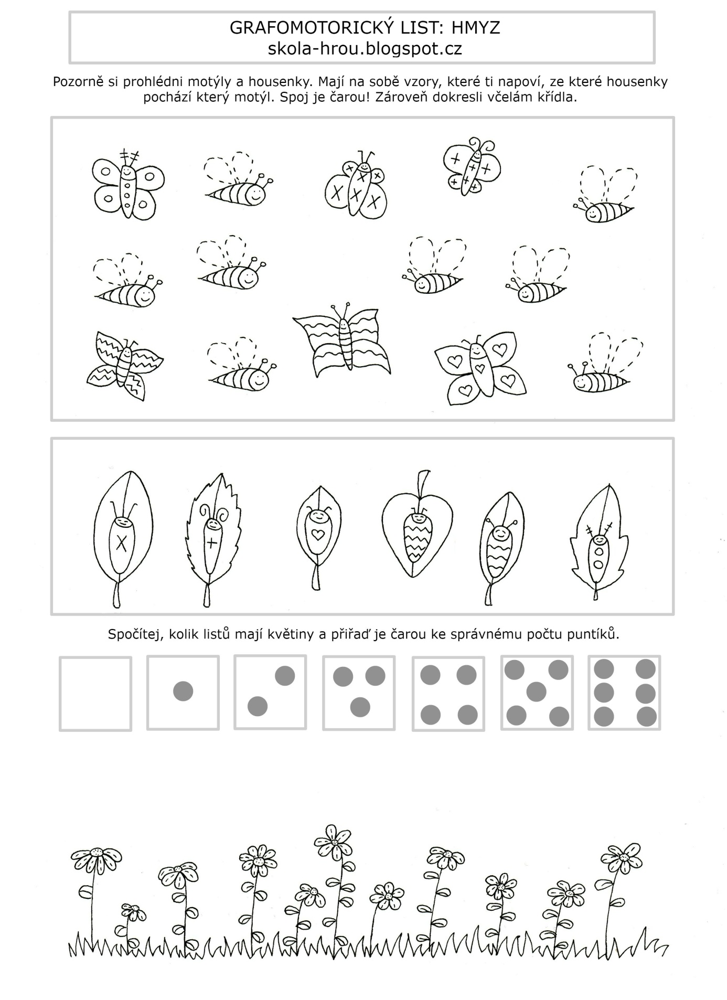 GRAFOMOTORICKÝ LIST: HMYZ
skola-hrou.blogspot.cz
Pozorně si prohlédni motýly a housenky. Mají na sobě vzory, které ti napoví, ze které housenky
pochází který motýl. Spoj je čarou! Zároveň dokresli včelám křídla.
Spočítej, kolik listů mají květiny a přiřaď je čarou ke správnému počtu puntíků.